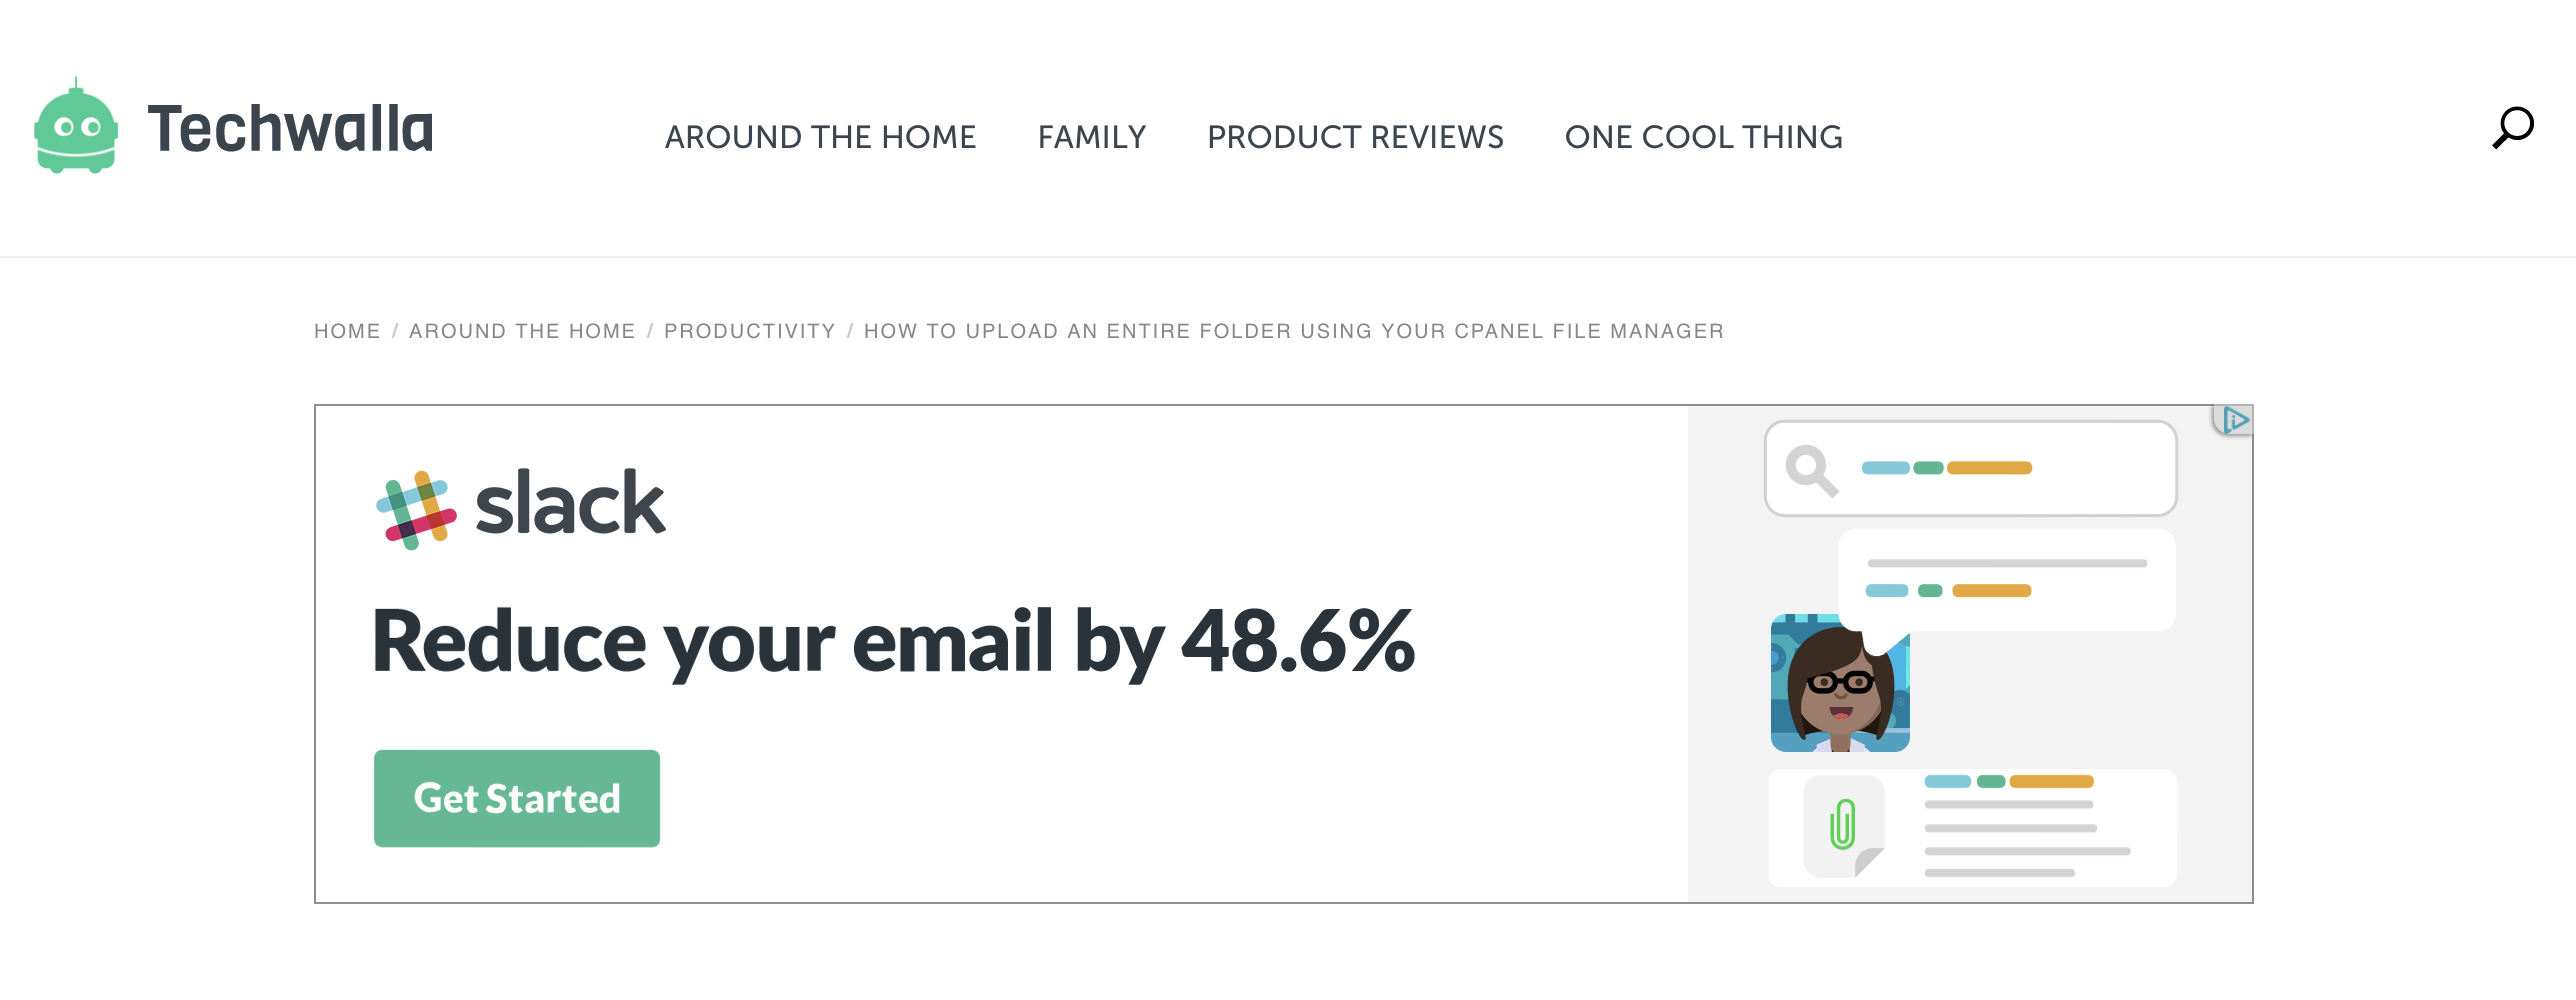 Techwalla
AROUND THE HOME FAMILY PRODUCT REVIEWS ONE COOL THING
HOME / AROUND THE HOME / PRODUCTIVITY / HOW TO UPLOAD AN ENTIRE FOLDER USING YOUR CPANEL FILE MANAGER
slack
Reduce your email by 48.6%
Get Started